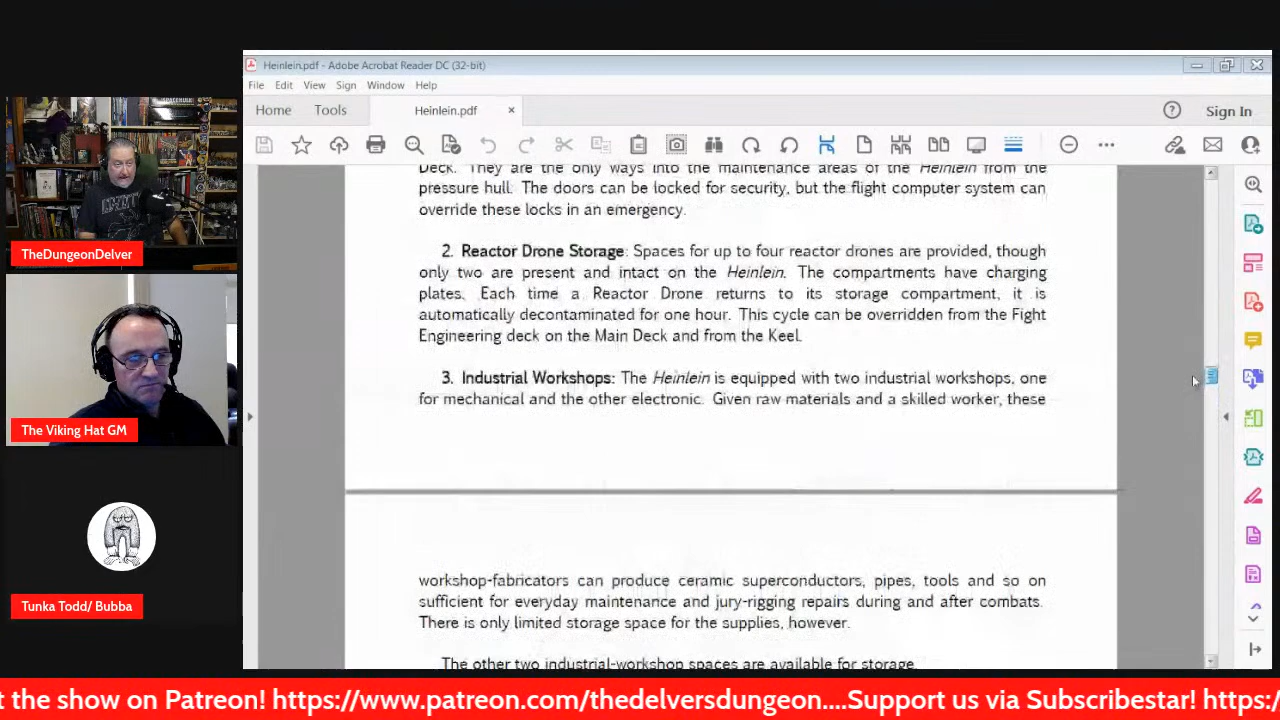 Heinlein.pdf - Adobe Acrobat Reader DC (32-bit)
File Edit View Sign Window Help
Home Tools Heinlein.pdf × Sign In
Deck. They are the only ways into the maintenance areas of the Heinlein from the
pressure hull. The doors can be locked for security, but the flight computer system can
override these locks in an emergency.
2. Reactor Drone Storage: Spaces for up to four reactor drones are provided, though
only two are present and intact on the Heinlein. The compartments have charging
plates. Each time a Reactor Drone returns to its storage compartment, it is
automatically decontaminated for one hour. This cycle can be overridden from the Fight
Engineering deck on the Main Deck and from the Keel.
3. Industrial Workshops: The Heinlein is equipped with two industrial workshops, one
for mechanical and the other electronic. Given raw materials and a skilled worker, these
workshop-fabricators can produce ceramic superconductors, pipes, tools and so on
sufficient for everyday maintenance and jury-rigging repairs during and after combats.
There is only limited storage space for the supplies, however.
The other two industrial-workshop spaces are available for storage.
TheDungeonDelver
The Viking Hat GM
Tunka Todd/ Bubba
t the show on Patreon! https://www.patreon.com/thedelversdungeon....Support us via Subscribestar! https:/